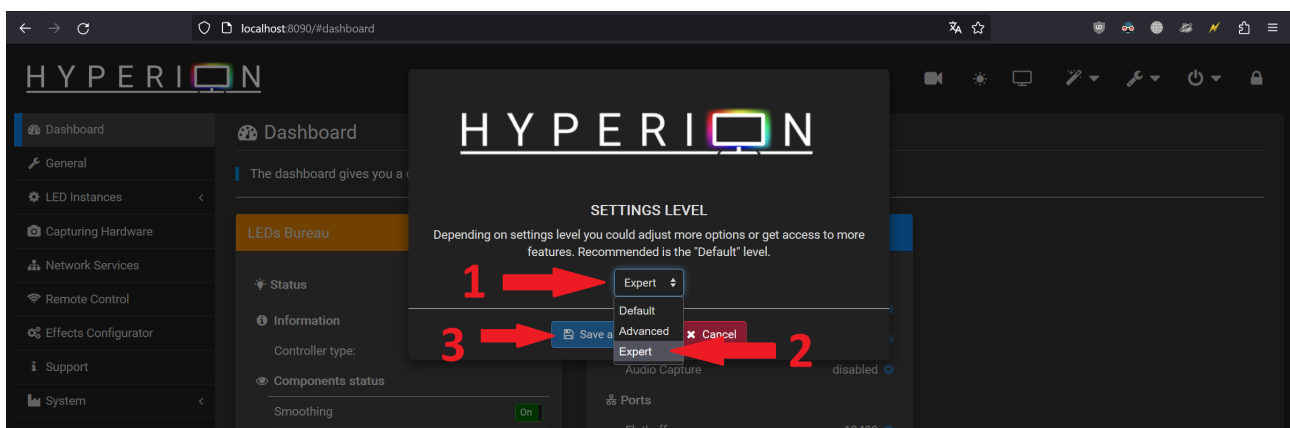 localhost:8090/#dashboard
HYPERION
Dashboard
General
LED Instances
Capturing Hardware
Network Services
Remote Control
Effects Configurator
Support
System
Dashboard
The dashboard gives you a
LEDs Bureau
Status
Information
Controller type:
Components status
Smoothing
On
HYPERION
SETTINGS LEVEL
Depending on settings level you could adjust more options or get access to more
features. Recommended is the "Default" level.
1
Expert
Default
Advanced
Expert
2
3
Save a
Cancel
Audio Capture disabled
Ports